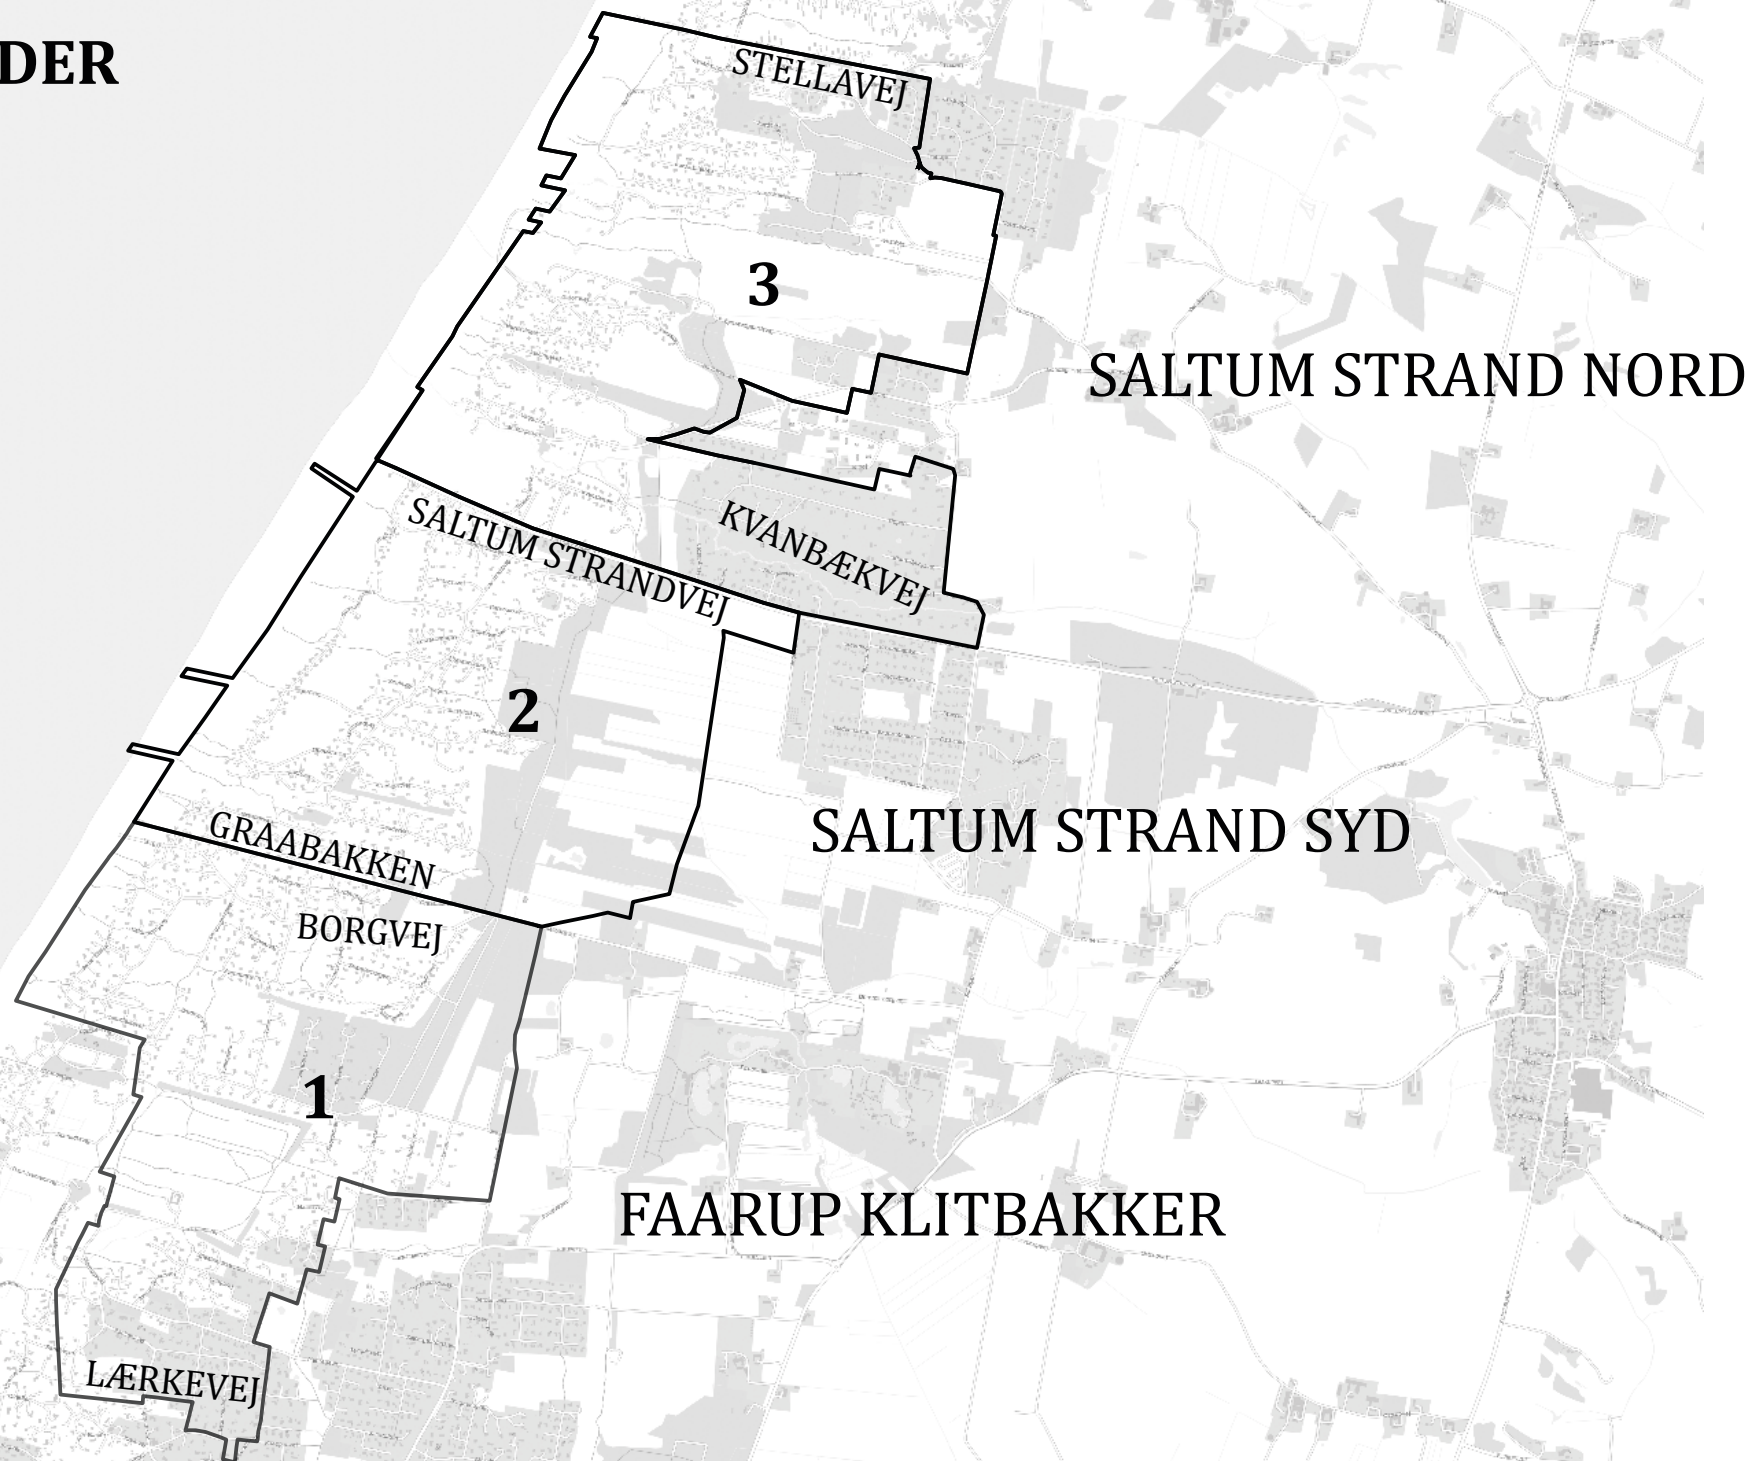 DER
STELLAVEJ
3
SALTUM STRAND NORD
SALTUM STRANDVEJ
KVANBÆKVEJ
2
SALTUM STRAND SYD
GRAABAKKEN
BORGVEJ
1
FAARUP KLITBAKKER
LÆRKEVEJ